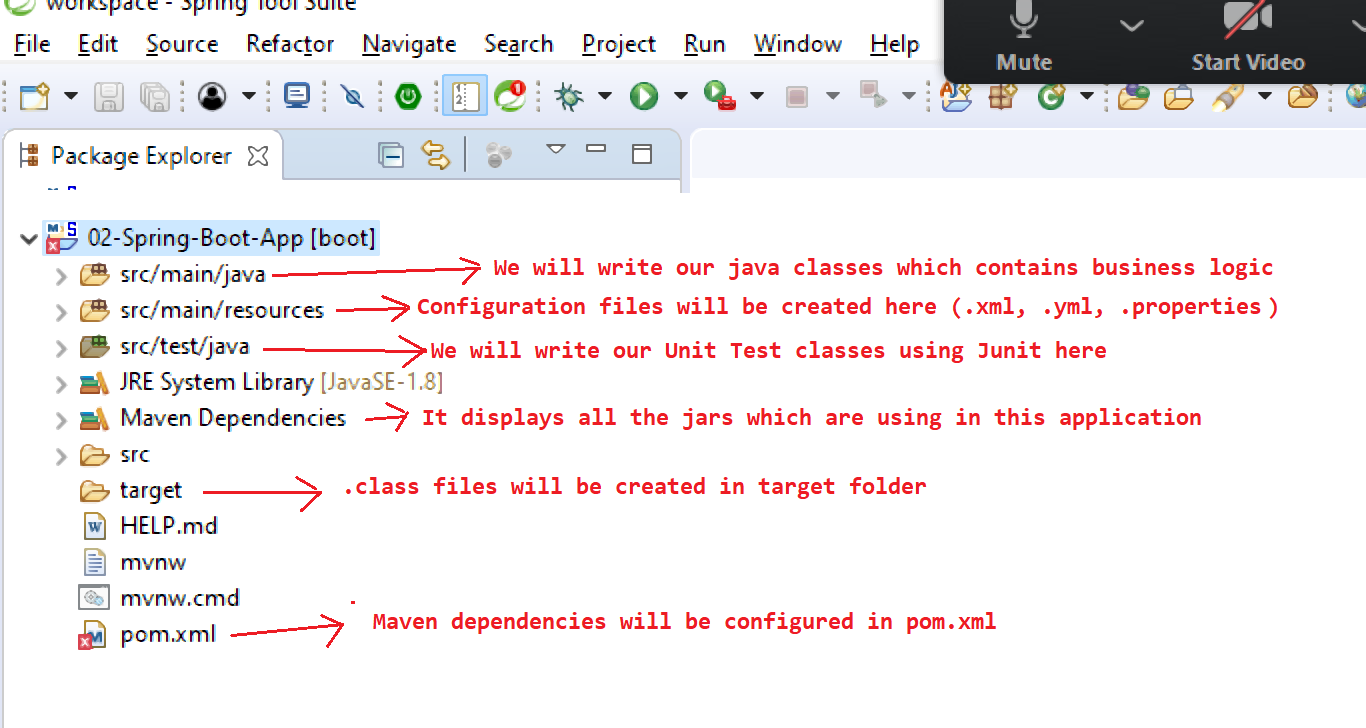 workspace - Spring Tool Suite
File Edit Source Refactor Navigate Search Project Run Window Help
Mute Start Video
Package Explorer
02-Spring-Boot-App [boot]
src/main/java We will write our java classes which contains business logic
src/main/resources Configuration files will be created here (.xml, .yml, .properties)
src/test/java We will write our Unit Test classes using Junit here
JRE System Library [JavaSE-1.8]
Maven Dependencies It displays all the jars which are using in this application
src
target .class files will be created in target folder
HELP.md
mvnw
mvnw.cmd
pom.xml Maven dependencies will be configured in pom.xml